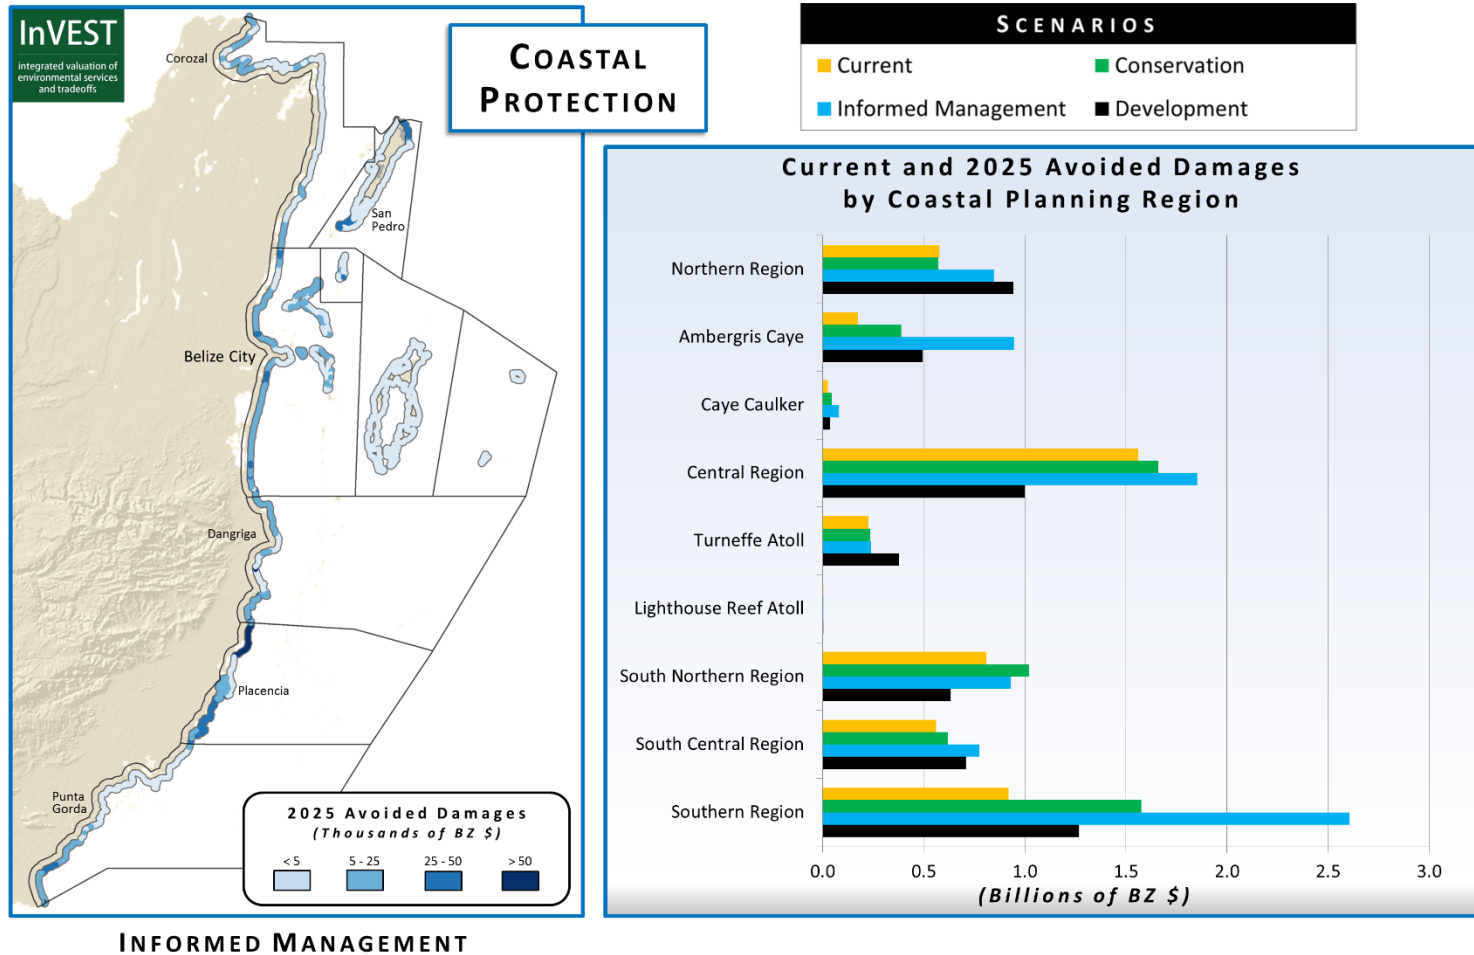 InVEST
integrated valuation of
environmental services
and tradeoffs
COASTAL
PROTECTION
Corozal
San
Pedro
Belize City
Dangriga
Placencia
Punta
Gorda
2025 Avoided Damages
(Thousands of BZ $)
< 5
5 - 25
25 - 50
> 50
INFORMED MANAGEMENT
SCENARIOS
Current
Conservation
Informed Management
Development
Current and 2025 Avoided Damages
by Coastal Planning Region
Northern Region
Ambergris Caye
Caye Caulker
Central Region
Turneffe Atoll
Lighthouse Reef Atoll
South Northern Region
South Central Region
Southern Region
0.0 0.5 1.0 1.5 2.0 2.5 3.0
(Billions of BZ $)